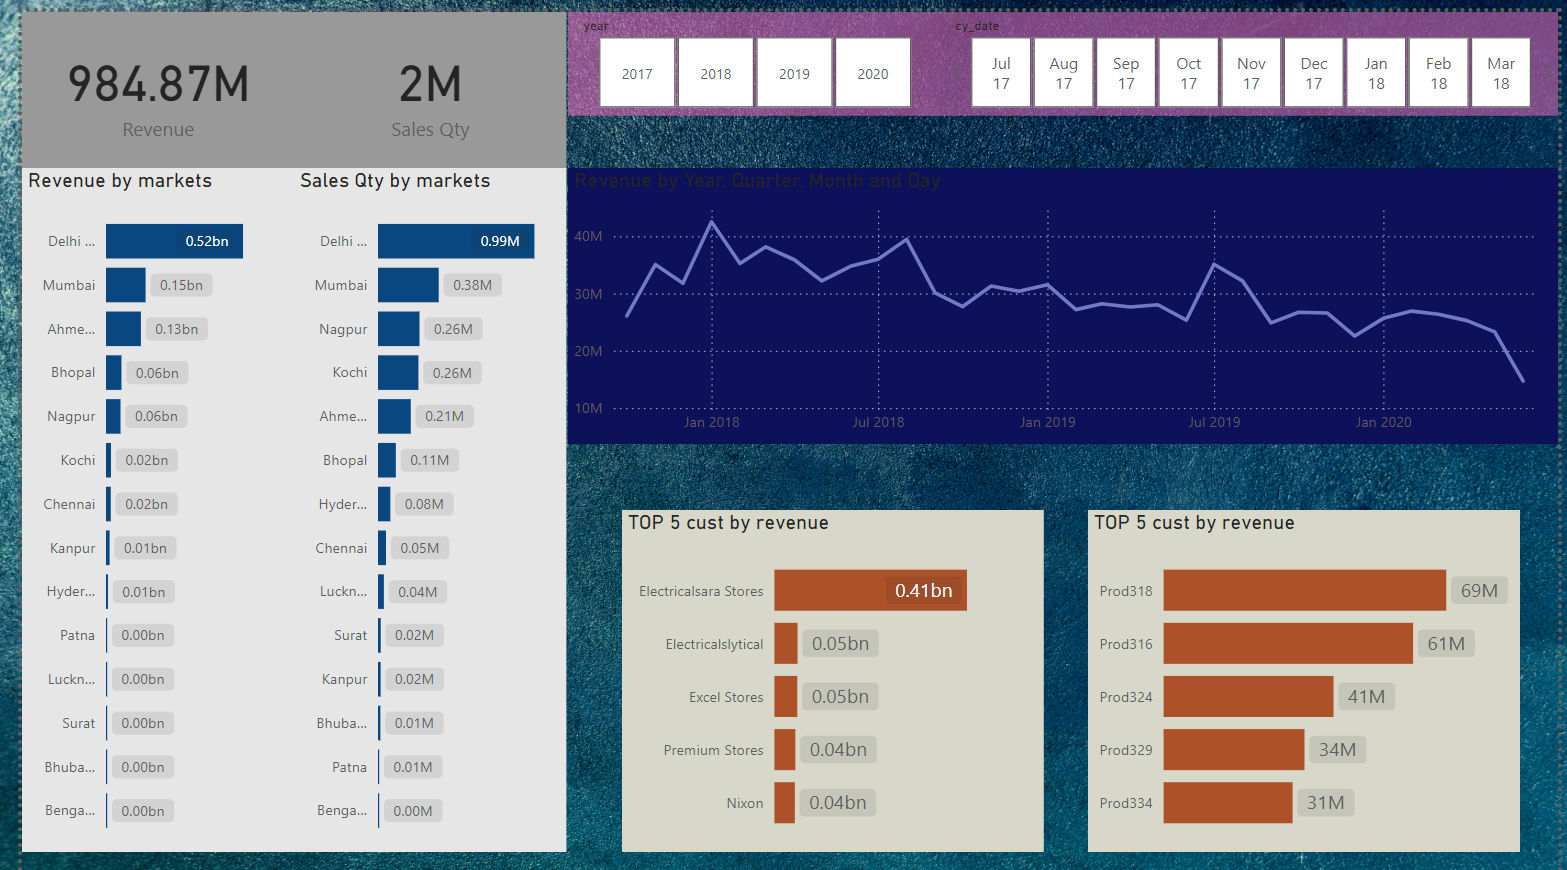 984.87M
Revenue
2M
Sales Qty
year
2017
2018
2019
2020
cy_date
Jul
17
Aug
17
Sep
17
Oct
17
Nov
17
Dec
17
Jan
18
Feb
18
Mar
18
Revenue by markets
Delhi ...
0.52bn
Mumbai
0.15bn
Ahme...
0.13bn
Bhopal
0.06bn
Nagpur
0.06bn
Kochi
0.02bn
Chennai
0.02bn
Kanpur
0.01bn
Hyder...
0.01bn
Patna
0.00bn
Luckn...
0.00bn
Surat
0.00bn
Bhuba...
0.00bn
Benga...
0.00bn
Sales Qty by markets
Delhi ...
0.99M
Mumbai
0.38M
Nagpur
0.26M
Kochi
0.26M
Ahme...
0.21M
Bhopal
0.11M
Hyder...
0.08M
Chennai
0.05M
Luckn...
0.04M
Surat
0.02M
Kanpur
0.02M
Bhuba...
0.01M
Patna
0.01M
Benga...
0.00M
Revenue by Year, Quarter, Month and Day
40M
30M
20M
10M
Jan 2018
Jul 2018
Jan 2019
Jul 2019
Jan 2020
TOP 5 cust by revenue
Electricalsara Stores
0.41bn
Electricalslytical
0.05bn
Excel Stores
0.05bn
Premium Stores
0.04bn
Nixon
0.04bn
TOP 5 cust by revenue
Prod318
69M
Prod316
61M
Prod324
41M
Prod329
34M
Prod334
31M